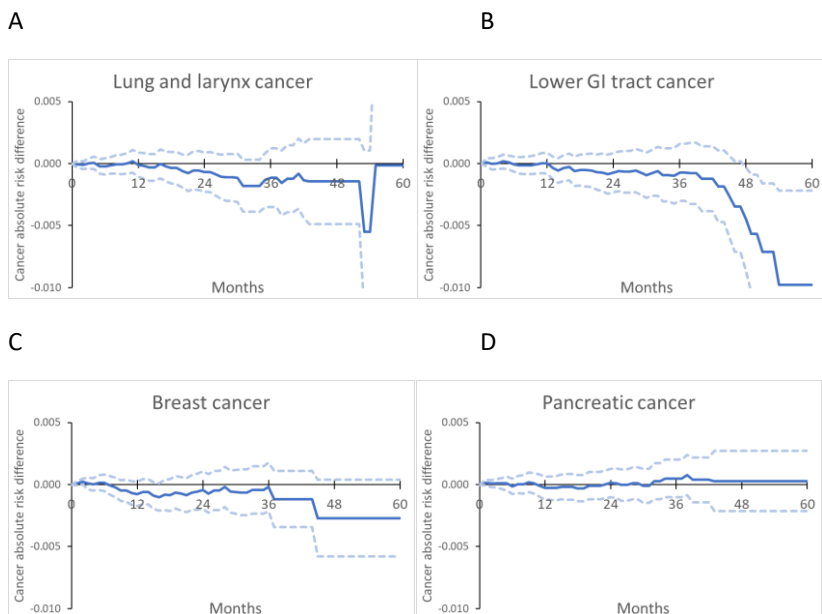 A
B
Lung and larynx cancer
Cancer absolute risk difference
0.005
0.000
-0.005
-0.010
0
12
24
36
48
60
Months
Lower GI tract cancer
Cancer absolute risk difference
0.005
0.000
-0.005
-0.010
0
12
24
36
48
60
Months
C
D
Breast cancer
Cancer absolute risk difference
0.005
0.000
-0.005
-0.010
0
12
24
36
48
60
Months
Pancreatic cancer
Cancer absolute risk difference
0.005
0.000
-0.005
-0.010
0
12
24
36
48
60
Months